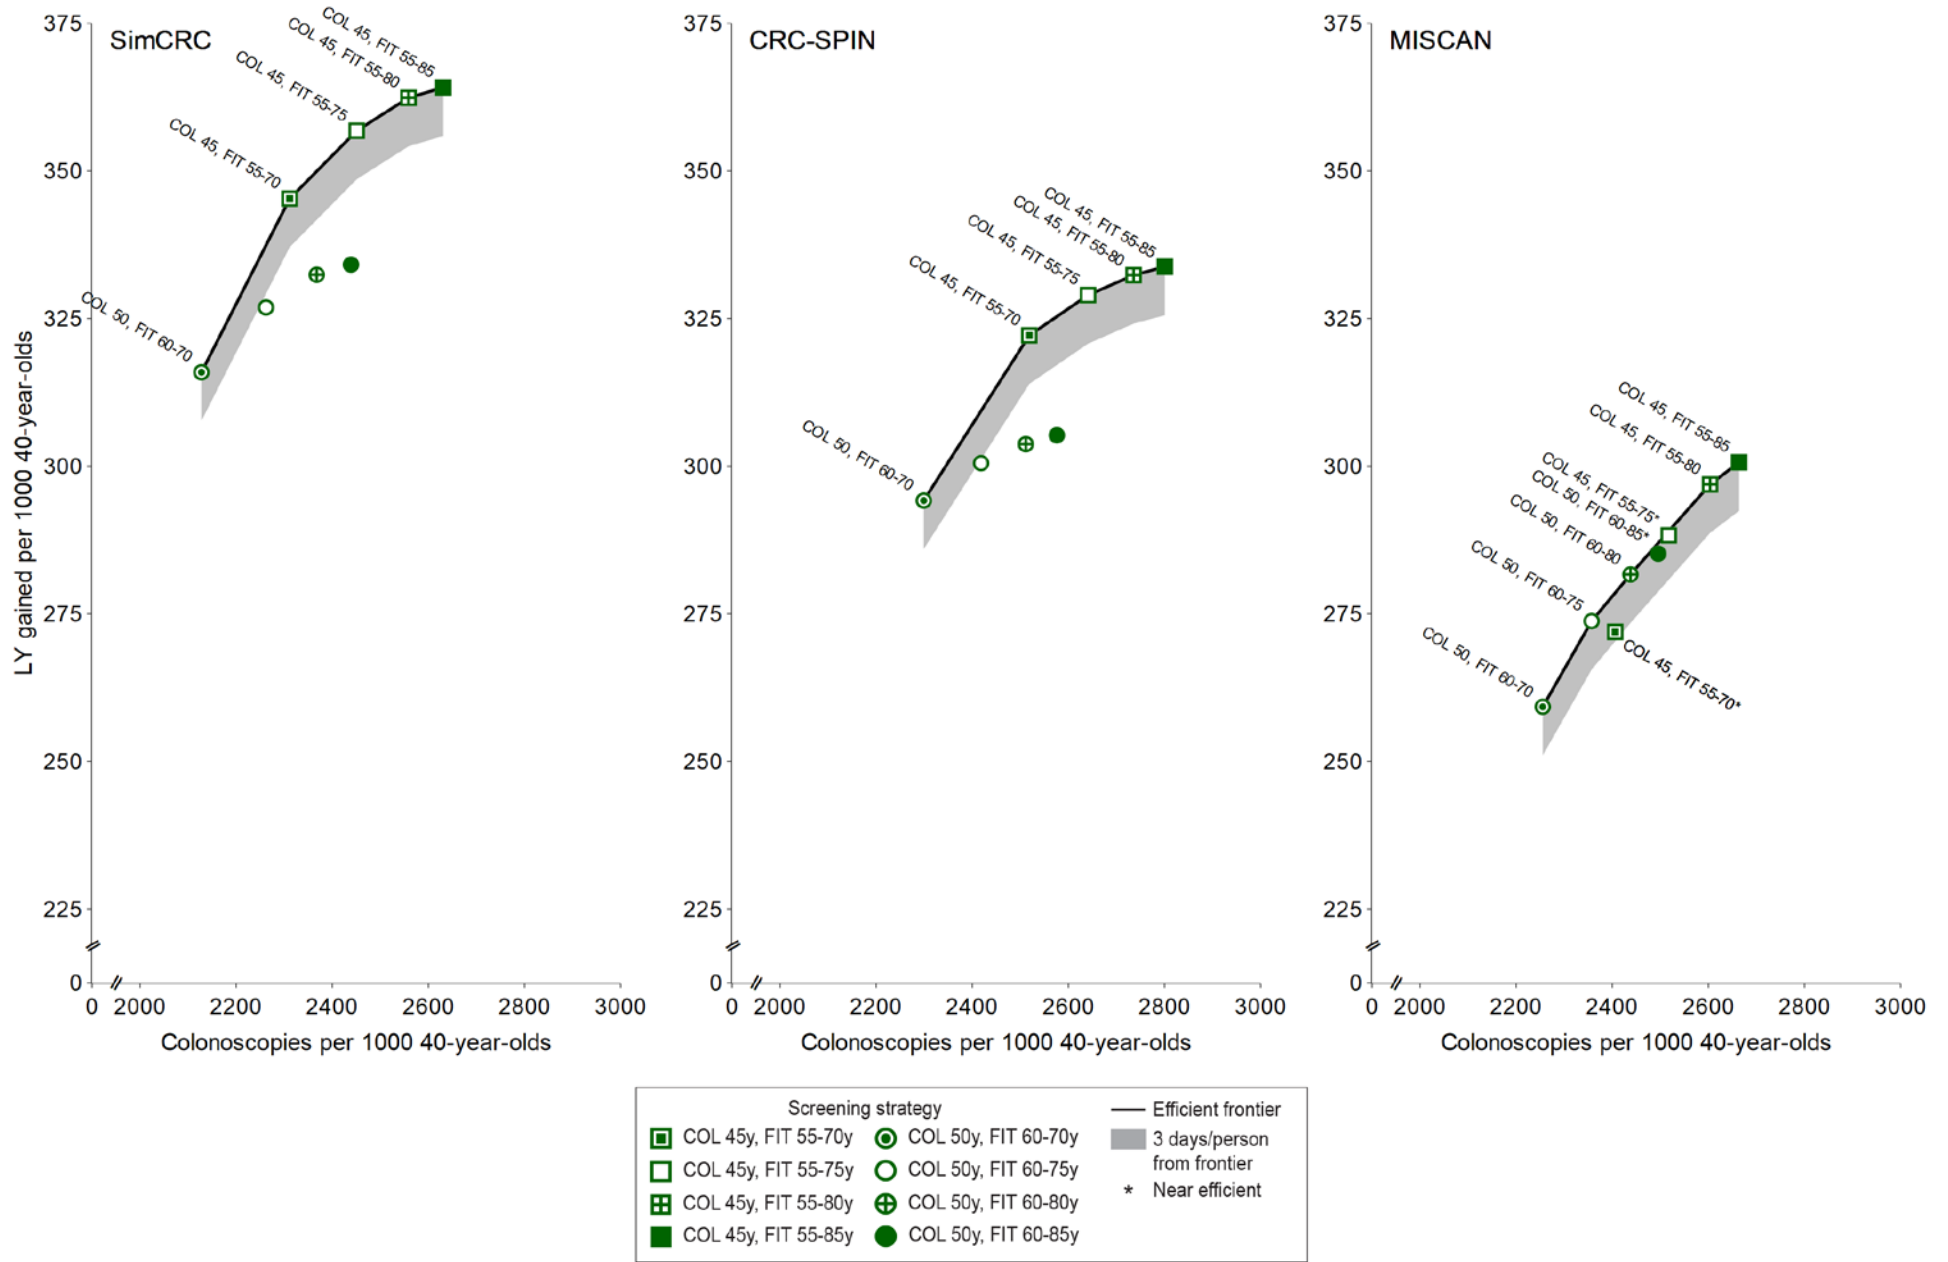 SimCRC
375
350
325
300
275
250
225
0
LY gained per 1000 40-year-olds
COL 45, FIT 55-85
COL 45, FIT 55-80
COL 45, FIT 55-75
COL 45, FIT 55-70
COL 50, FIT 60-70
0 2000 2200 2400 2600 2800 3000
Colonoscopies per 1000 40-year-olds
CRC-SPIN
375
350
325
300
275
250
225
0
COL 45, FIT 55-85
COL 45, FIT 55-80
COL 45, FIT 55-75
COL 45, FIT 55-70
COL 50, FIT 60-70
0 2000 2200 2400 2600 2800 3000
Colonoscopies per 1000 40-year-olds
MISCAN
375
350
325
300
275
250
225
0
COL 45, FIT 55-85
COL 45, FIT 55-80
COL 45, FIT 55-75*
COL 50, FIT 60-85*
COL 50, FIT 60-80
COL 50, FIT 60-75
COL 50, FIT 60-70
COL 45, FIT 55-70*
0 2000 2200 2400 2600 2800 3000
Colonoscopies per 1000 40-year-olds
Screening strategy
COL 45y, FIT 55-70y
COL 45y, FIT 55-75y
COL 45y, FIT 55-80y
COL 45y, FIT 55-85y
COL 50y, FIT 60-70y
COL 50y, FIT 60-75y
COL 50y, FIT 60-80y
COL 50y, FIT 60-85y
Efficient frontier
3 days/person
from frontier
* Near efficient